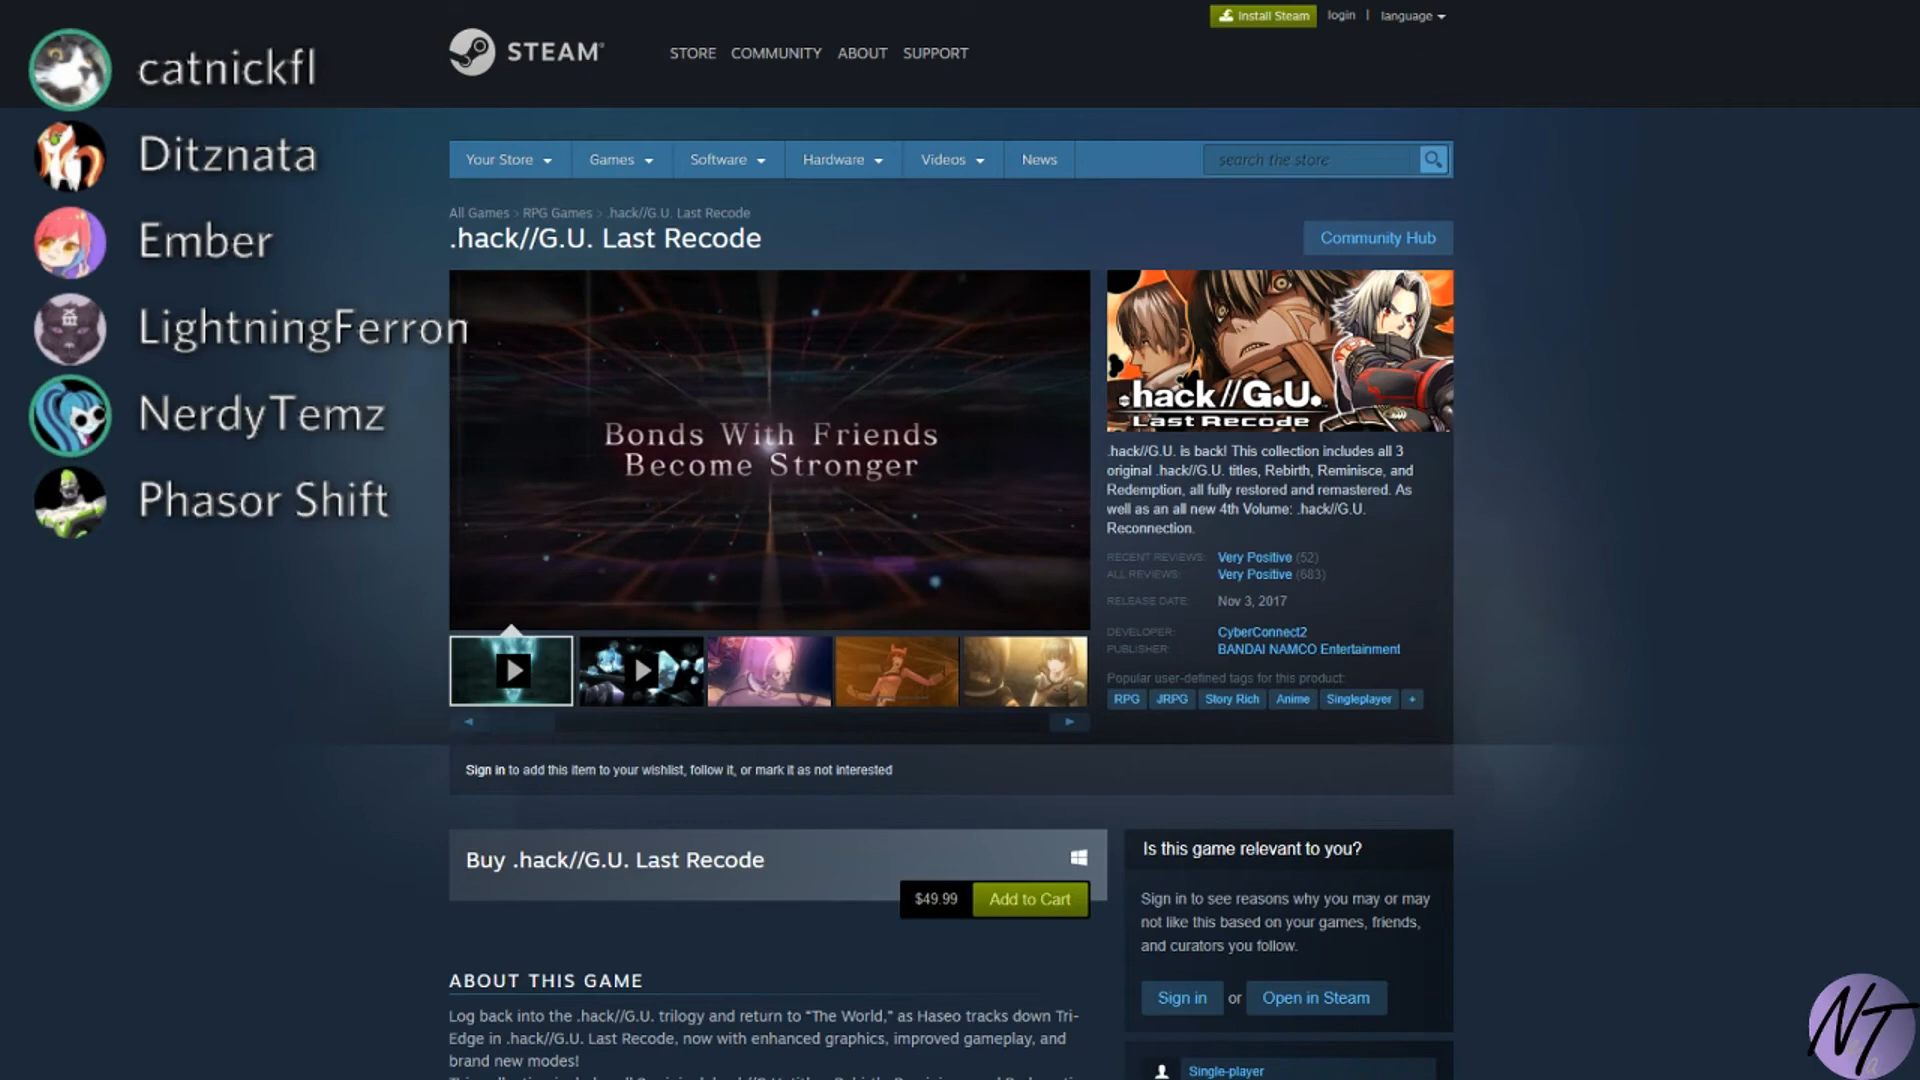 Install Steam login | language
STEAM®
STORE COMMUNITY ABOUT SUPPORT
catnickfl
Ditznata
Ember
LightningFerron
NerdyTemz
Phasor Shift
Your Store Games Software Hardware Videos News search the store
All Games > RPG Games > .hack//G.U. Last Recode
.hack//G.U. Last Recode
Community Hub
Bonds With Friends
Become Stronger
.hack//G.U.
Last Recode
.hack//G.U. is back! This collection includes all 3
original .hack//G.U. titles, Rebirth, Reminisce, and
Redemption, all fully restored and remastered. As
well as an all new 4th Volume: .hack//G.U.
Reconnection.
RECENT REVIEWS: Very Positive (52)
ALL REVIEWS: Very Positive (683)
RELEASE DATE: Nov 3, 2017
DEVELOPER: CyberConnect2
PUBLISHER: BANDAI NAMCO Entertainment
Popular user-defined tags for this product:
RPG JRPG Story Rich Anime Singleplayer +
Sign in to add this item to your wishlist, follow it, or mark it as not interested
Buy .hack//G.U. Last Recode
$49.99 Add to Cart
Is this game relevant to you?
Sign in to see reasons why you may or may
not like this based on your games, friends,
and curators you follow.
Sign in or Open in Steam
Single-player
ABOUT THIS GAME
Log back into the .hack//G.U. trilogy and return to “The World,” as Haseo tracks down Tri-
Edge in .hack//G.U. Last Recode, now with enhanced graphics, improved gameplay, and
brand new modes!
NT